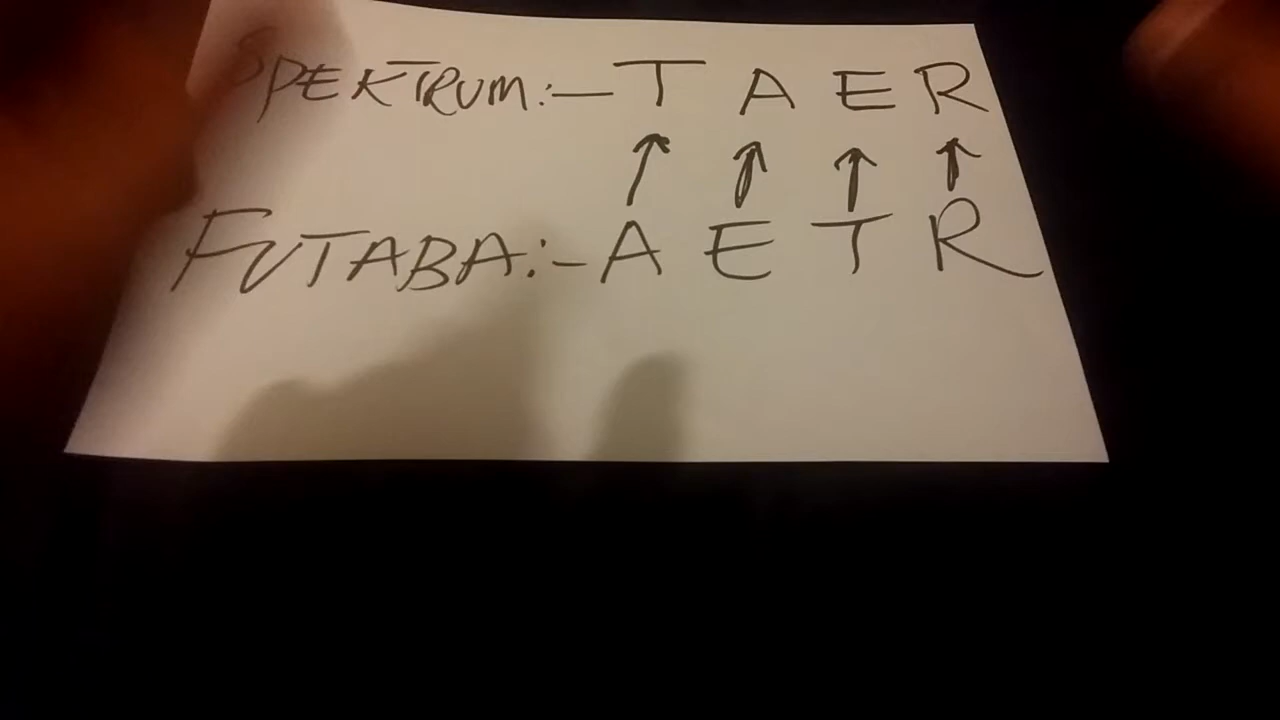 SPEKTRUM:- T A E R
↑ ↑ ↑ ↑
FUTABA:- A E T R